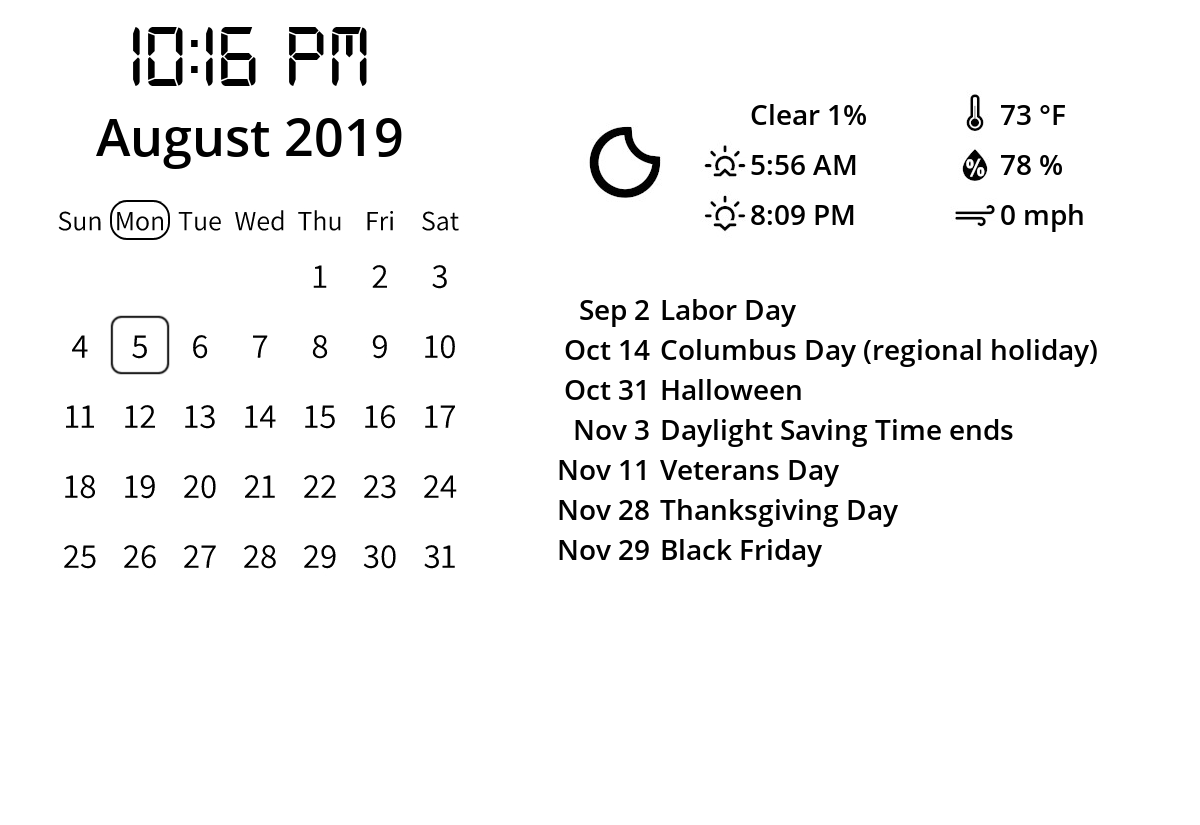 10:16 PM
August 2019
Sun Mon Tue Wed Thu Fri Sat
1 2 3
4 5 6 7 8 9 10
11 12 13 14 15 16 17
18 19 20 21 22 23 24
25 26 27 28 29 30 31
Clear 1% 73 °F
5:56 AM % 78 %
8:09 PM 0 mph
Sep 2 Labor Day
Oct 14 Columbus Day (regional holiday)
Oct 31 Halloween
Nov 3 Daylight Saving Time ends
Nov 11 Veterans Day
Nov 28 Thanksgiving Day
Nov 29 Black Friday